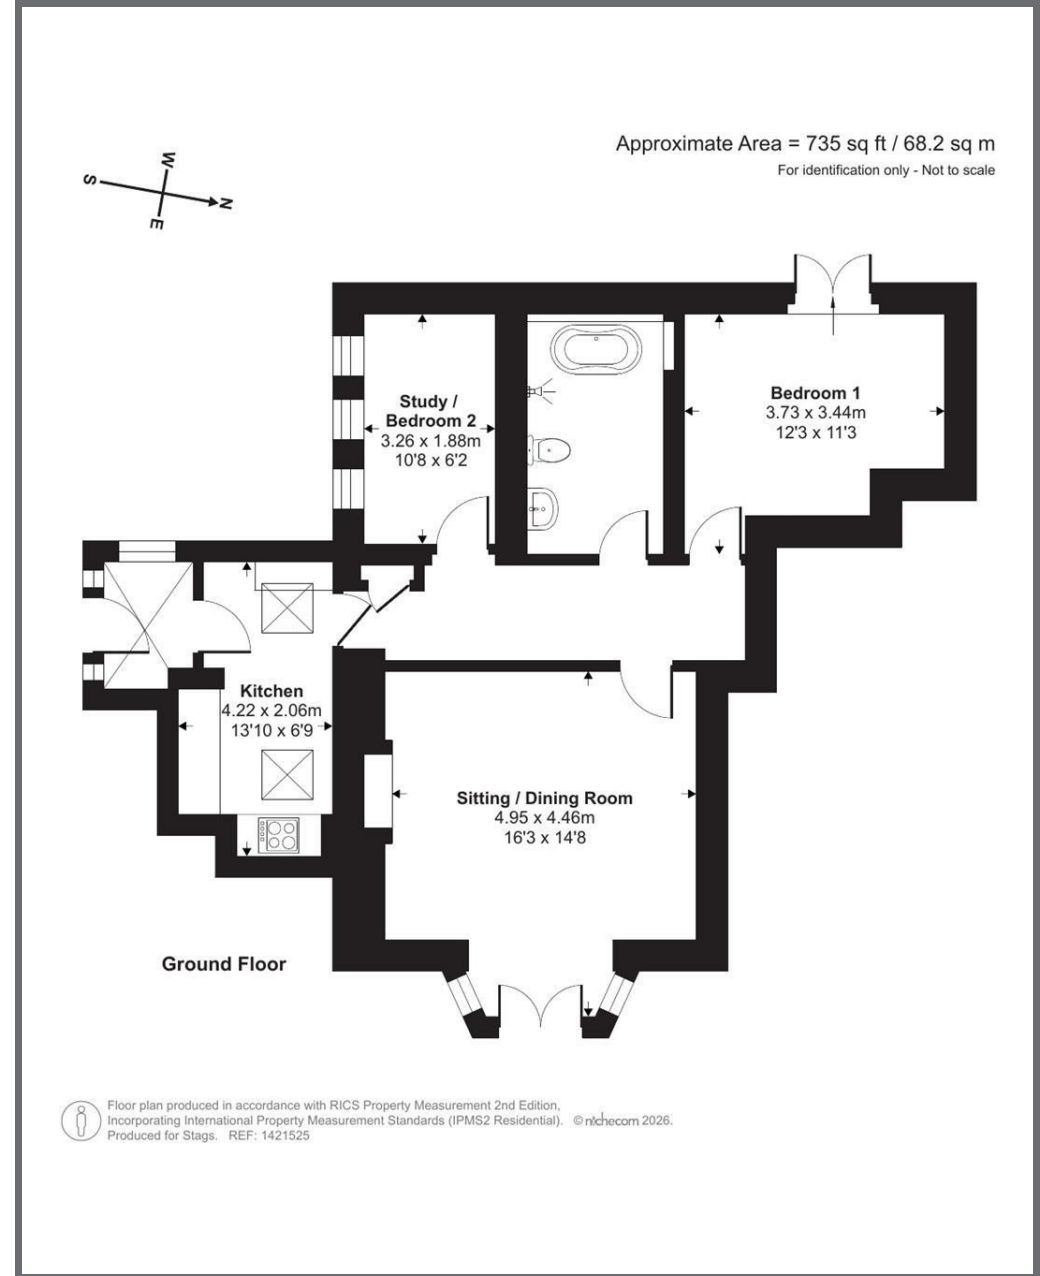 Approximate Area = 735 sq ft / 68.2 sq m
For identification only - Not to scale
W
S
N
E
Study /
Bedroom 2
3.26 x 1.88m
10'8 x 6'2
Bedroom 1
3.73 x 3.44m
12'3 x 11'3
Kitchen
4.22 x 2.06m
13'10 x 6'9
Sitting / Dining Room
4.95 x 4.46m
16'3 x 14'8
Ground Floor
Floor plan produced in accordance with RICS Property Measurement 2nd Edition,
Incorporating International Property Measurement Standards (IPMS2 Residential). © nichecom 2026.
Produced for Stags. REF: 1421525